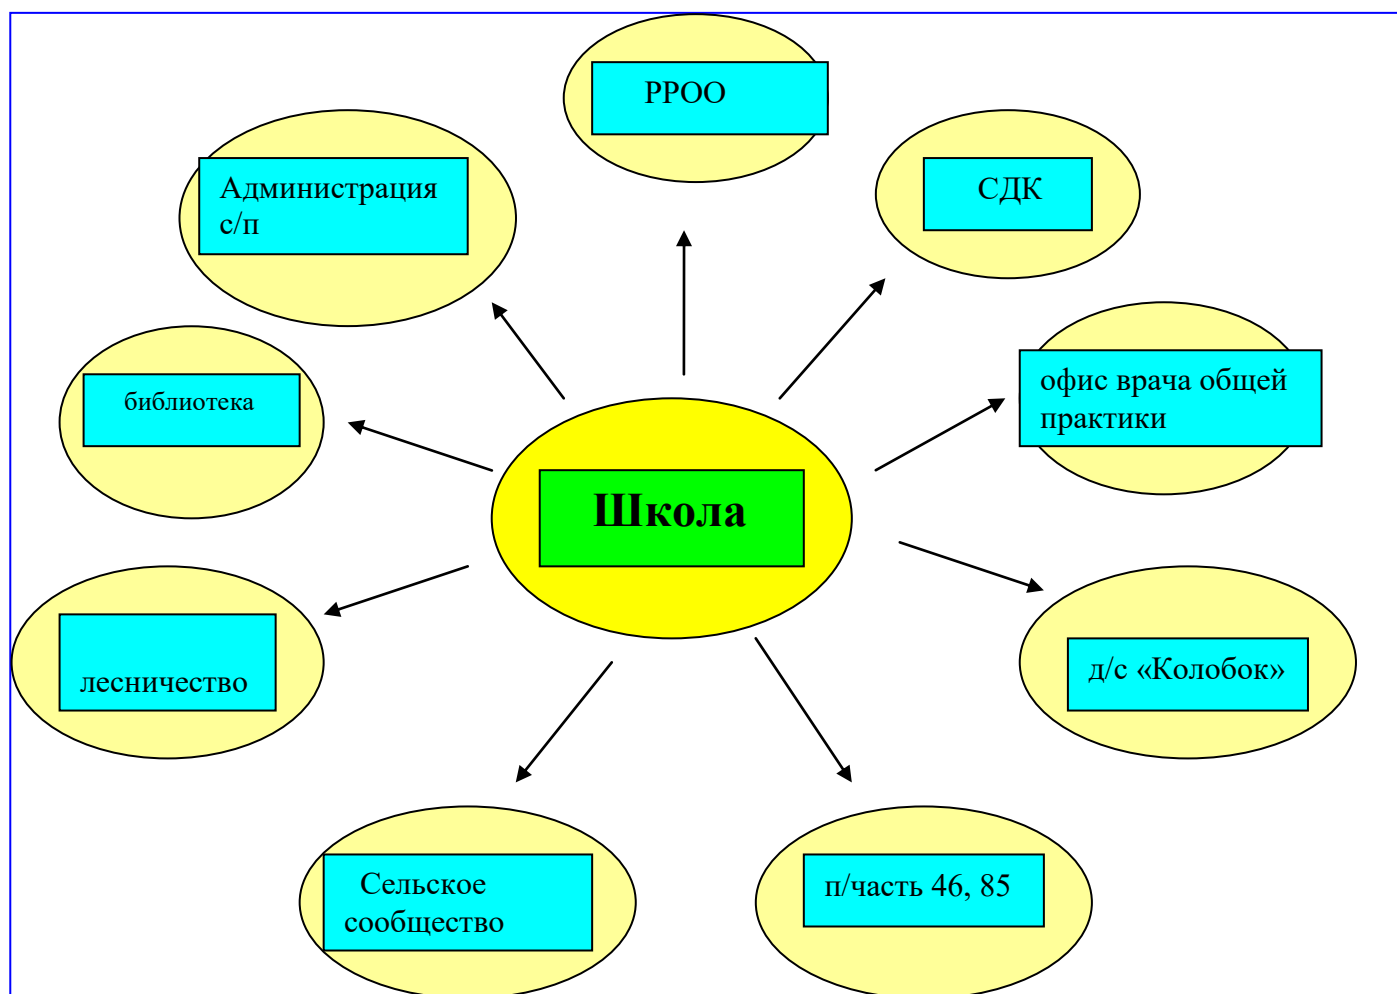 РРОО
СДК
Администрация
с/п
офис врача общей
практики
библиотека
Школа
д/с «Колобок»
лесничество
Сельское
сообщество
п/часть 46, 85